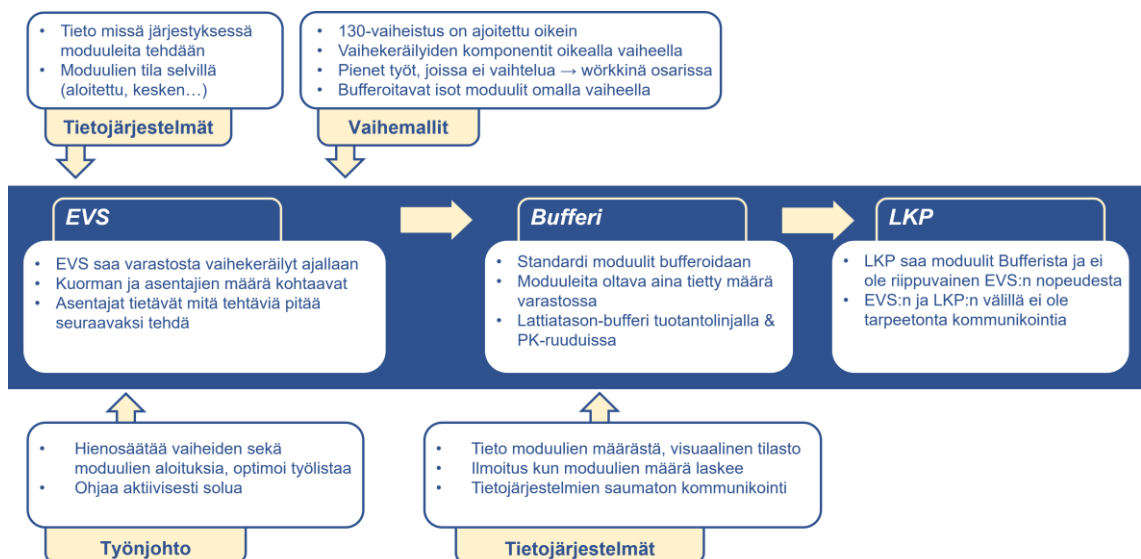 • Tieto missä järjestyksessä
moduuleita tehdään
• Moduulien tila selvillä
(aloitettu, kesken…)
Tietojärjestelmät
• 130-vaiheistus on ajoitettu oikein
• Vaihekeräilyiden komponentit oikealla vaiheella
• Pienet työt, joissa ei vaihtelua → wörkkinä osarissa
• Bufferoitavat isot moduulit omalla vaiheella
Vaihemallit
EVS
• EVS saa varastosta vaihekeräilyt ajallaan
• Kuorman ja asentajien määrä kohtaavat
• Asentajat tietävät mitä tehtäviä pitää
seuraavaksi tehdä
Bufferi
• Standardi moduulit bufferoidaan
• Moduuleita oltava aina tietty määrä
varastossa
• Lattiatason-bufferi tuotantolinjalla &
PK-ruuduissa
LKP
• LKP saa moduulit Bufferista ja ei
ole riippuvainen EVS:n nopeudesta
• EVS:n ja LKP:n välillä ei ole
tarpeetonta kommunikointia
• Hienosäätää vaiheiden sekä
moduulien aloituksia, optimoi työlistaa
• Ohjaa aktiivisesti solua
Työnjohto
• Tieto moduulien määrästä, visuaalinen tilasto
• Ilmoitus kun moduulien määrä laskee
• Tietojärjestelmien saumaton kommunikointi
Tietojärjestelmät